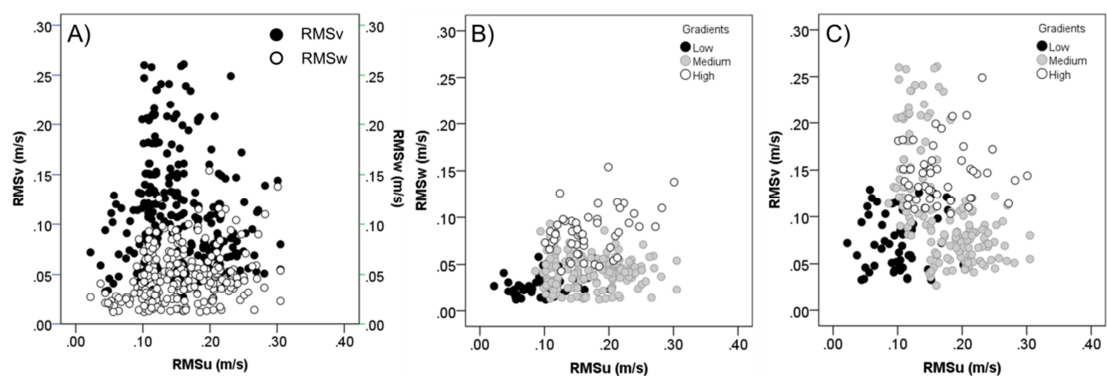 A)
RMSv
RMSw
.30
.25
.20
.15
.10
.05
.00
.30
.25
.20
.15
.10
.05
.00
RMSv (m/s)
RMSw (m/s)
.00 .10 .20 .30 .40
RMSu (m/s)
B)
Gradients
Low
Medium
High
.30
.25
.20
.15
.10
.05
.00
RMSw (m/s)
.00 .10 .20 .30 .40
RMSu (m/s)
C)
Gradients
Low
Medium
High
.30
.25
.20
.15
.10
.05
.00
RMSv (m/s)
.00 .10 .20 .30 .40
RMSu (m/s)